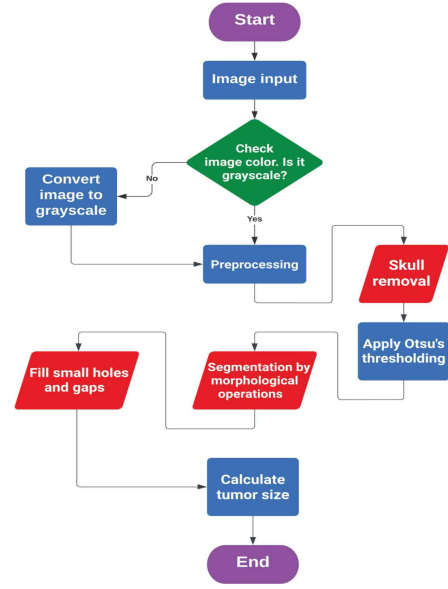 Start
Image input
Check
image color. Is it
grayscale?
No
Convert
image to
grayscale
Yes
Preprocessing
Skull
removal
Apply Otsu's
thresholding
Segmentation by
morphological
operations
Fill small holes
and gaps
Calculate
tumor size
End